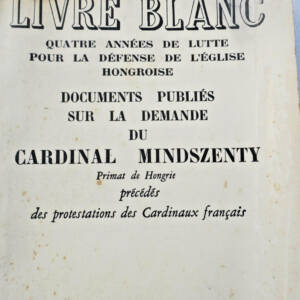 LIVRE BLANC
QUATRE ANNÉES DE LUTTE
POUR LA DÉFENSE DE L'ÉGLISE
HONGROISE
DOCUMENTS PUBLIÉS
SUR LA DEMANDE
DU
CARDINAL MINDSZENTY
Primat de Hongrie
précédés
des protestations des Cardinaux français